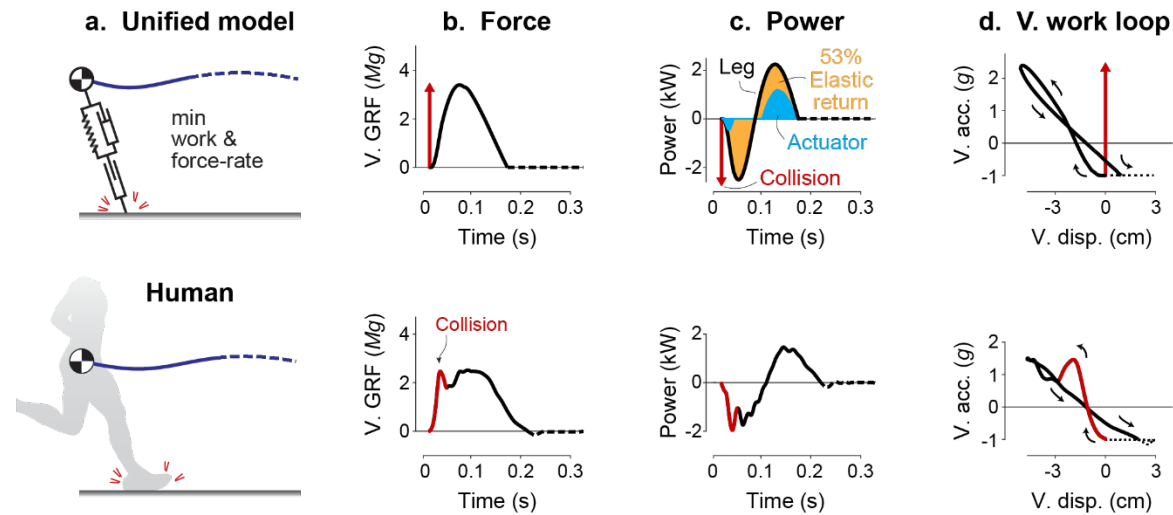 a. Unified model
b. Force
c. Power
d. V. work loop
min
work &
force-rate
V. GRF (Mg)
4
2
0
0
0.1
0.2
0.3
Time (s)
Power (kW)
2
0
-2
Leg
53%
Elastic
return
Actuator
Collision
0
0.1
0.2
0.3
Time (s)
V. acc. (g)
2
1
0
-1
-3
0
3
V. disp. (cm)
Human
V. GRF (Mg)
4
2
0
Collision
0
0.1
0.2
0.3
Time (s)
Power (kW)
2
0
-2
0
0.1
0.2
0.3
Time (s)
V. acc. (g)
2
1
0
-1
-3
0
3
V. disp. (cm)